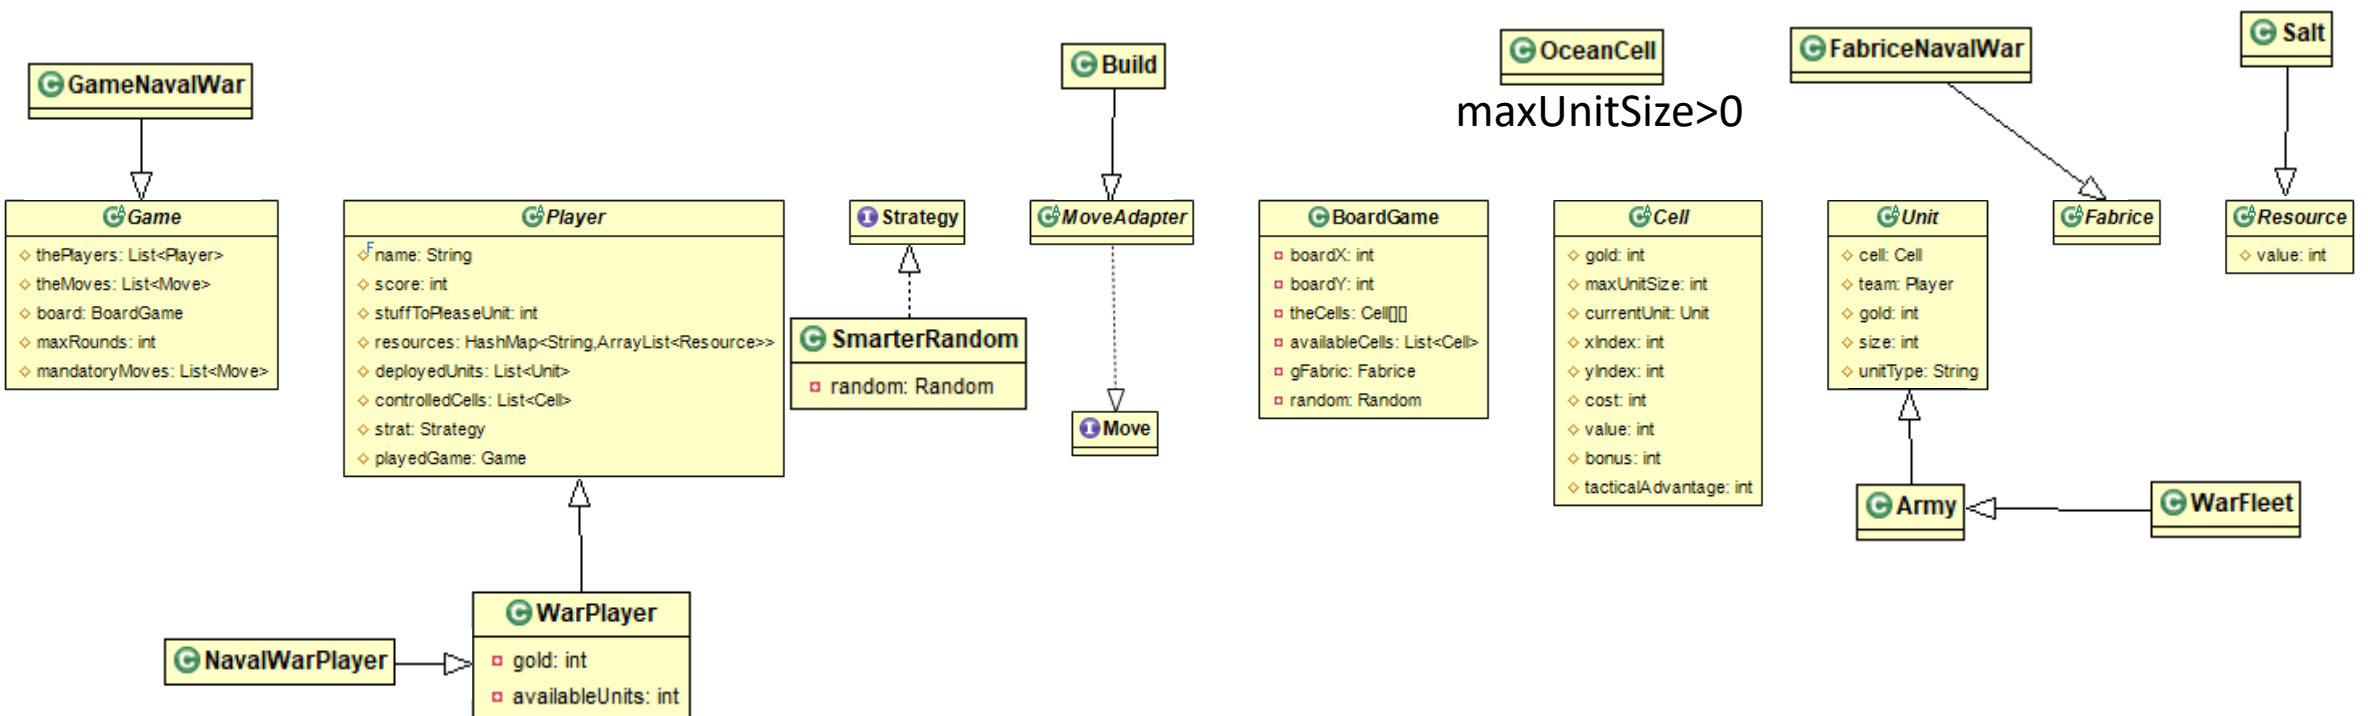 GameNavalWar
Game
thePlayers: List<Player>
theMoves: List<Move>
board: BoardGame
maxRounds: int
mandatoryMoves: List<Move>
Player
name: String
score: int
stuffToPleaseUnit: int
resources: HashMap<String,ArrayList<Resource>>
deployedUnits: List<Unit>
controlledCells: List<Cell>
strat: Strategy
playedGame: Game
NavalWarPlayer
WarPlayer
gold: int
availableUnits: int
Strategy
SmarterRandom
random: Random
Build
MoveAdapter
Move
BoardGame
boardX: int
boardY: int
theCells: Cell[][]
availableCells: List<Cell>
gFabric: Fabrice
random: Random
OceanCell
maxUnitSize>0
Cell
gold: int
maxUnitSize: int
currentUnit: Unit
xIndex: int
yIndex: int
cost: int
value: int
bonus: int
tacticalAdvantage: int
FabriceNavalWar
Unit
cell: Cell
team: Player
gold: int
size: int
unitType: String
Army
WarFleet
Fabrice
Salt
Resource
value: int